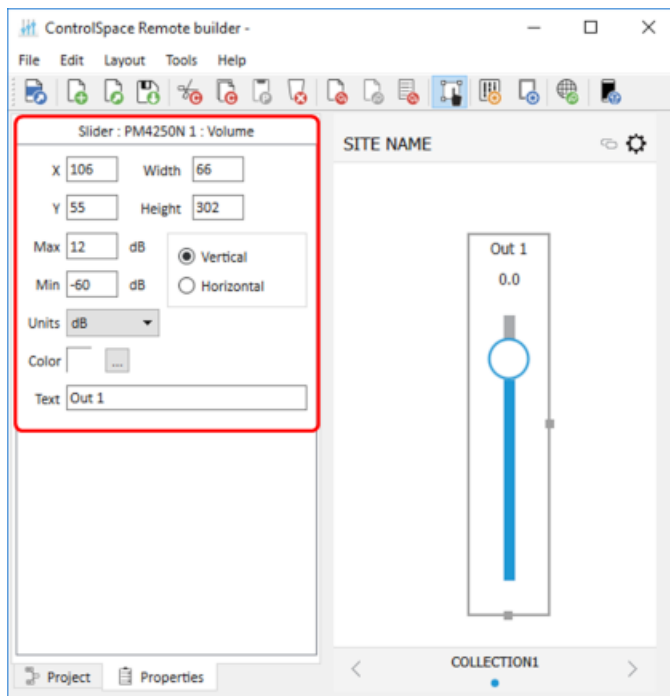 ControlSpace Remote builder -
File Edit Layout Tools Help
Slider : PM4250N 1 : Volume
X 106 Width 66
Y 55 Height 302
Max 12 dB
Min -60 dB
Vertical
Horizontal
Units dB
Color ...
Text Out 1
Project Properties
SITE NAME
Out 1
0.0
COLLECTION1